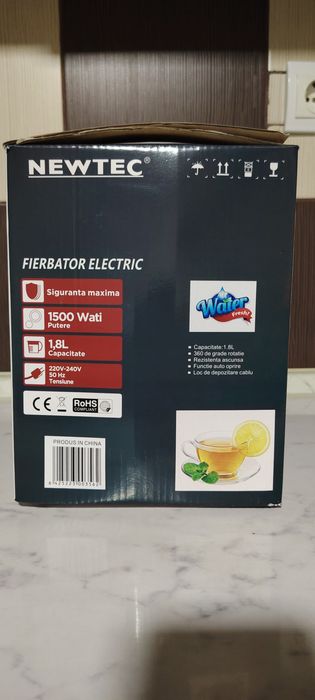 NEWTEC®
FIERBATOR ELECTRIC
Siguranta maxima
1500 Wati
Putere
1,8L
Capacitate
220V-240V
50 Hz
Tensiune
CE
RoHS
COMPLIANT
Water
Fresh!
Capacitate:1.8L
360 de grade rotatie
Rezistenta ascunsa
Functie auto oprire
Loc de depozitare cablu
PRODUS IN CHINA